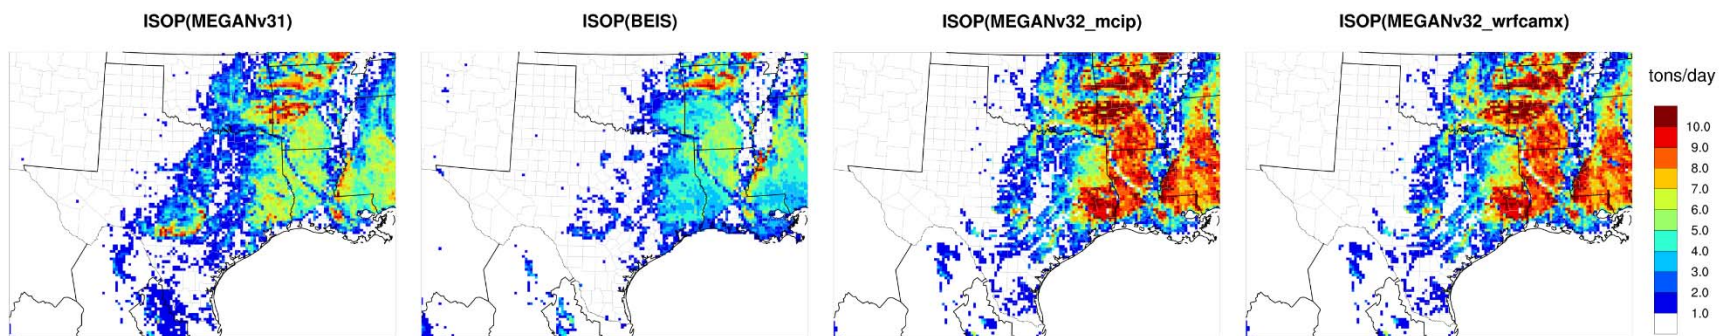 ISOP(MEGANv31)
ISOP(BEIS)
ISOP(MEGANv32_mcip)
ISOP(MEGANv32_wrfcamx)
tons/day
10.0
9.0
8.0
7.0
6.0
5.0
4.0
3.0
2.0
1.0